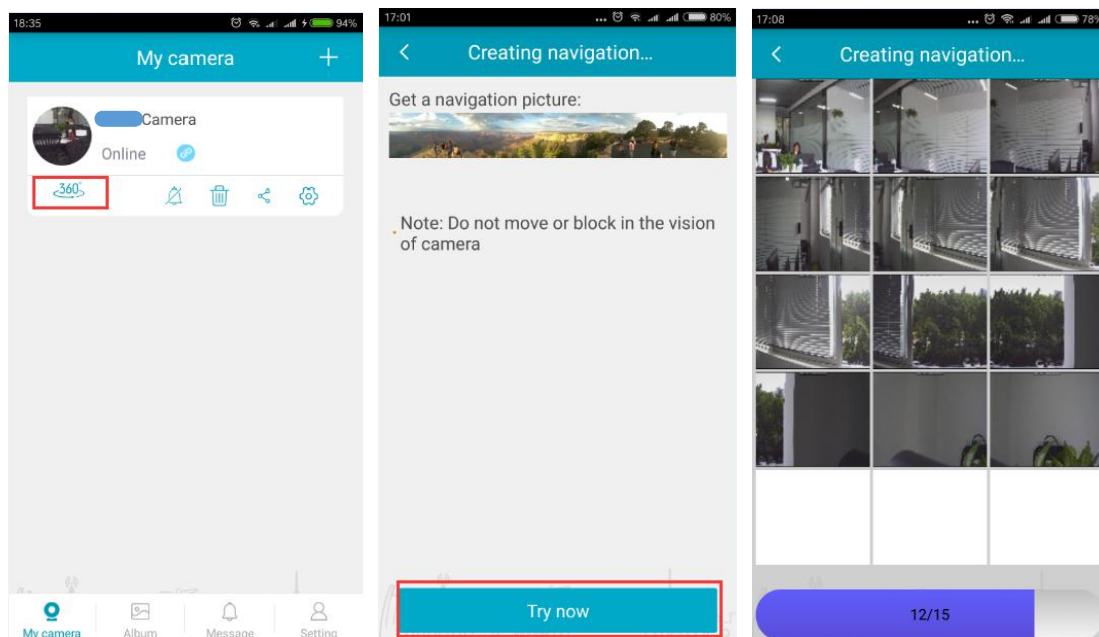 18:35
94%
My camera
Camera
Online
360°
My camera
Album
Message
Setting
17:01
80%
Creating navigation...
Get a navigation picture:
Note: Do not move or block in the vision
of camera
Try now
17:08
78%
Creating navigation...
12/15